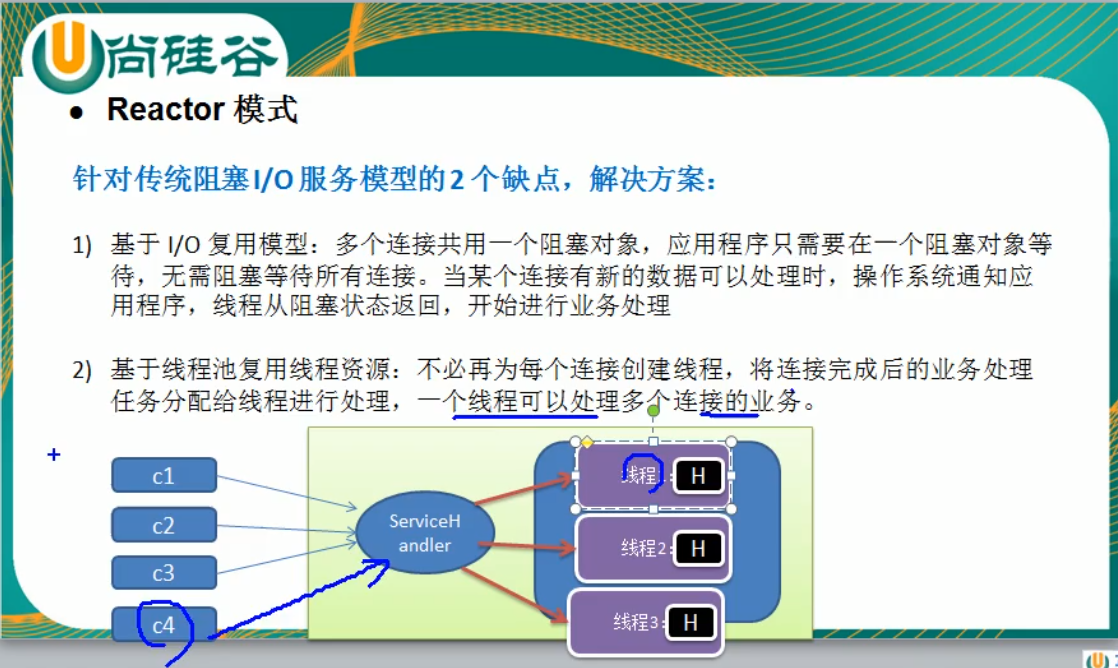 尚硅谷
● Reactor 模式
针对传统阻塞I/O服务模型的2个缺点，解决方案：
1) 基于 I/O 复用模型：多个连接共用一个阻塞对象，应用程序只需要在一个阻塞对象等
待，无需阻塞等待所有连接。当某个连接有新的数据可以处理时，操作系统通知应
用程序，线程从阻塞状态返回，开始进行业务处理
2) 基于线程池复用线程资源：不必再为每个连接创建线程，将连接完成后的业务处理
任务分配给线程进行处理，一个线程可以处理多个连接的业务。
c1
c2
c3
c4
ServiceH
andler
线程1: H
线程2: H
线程3: H